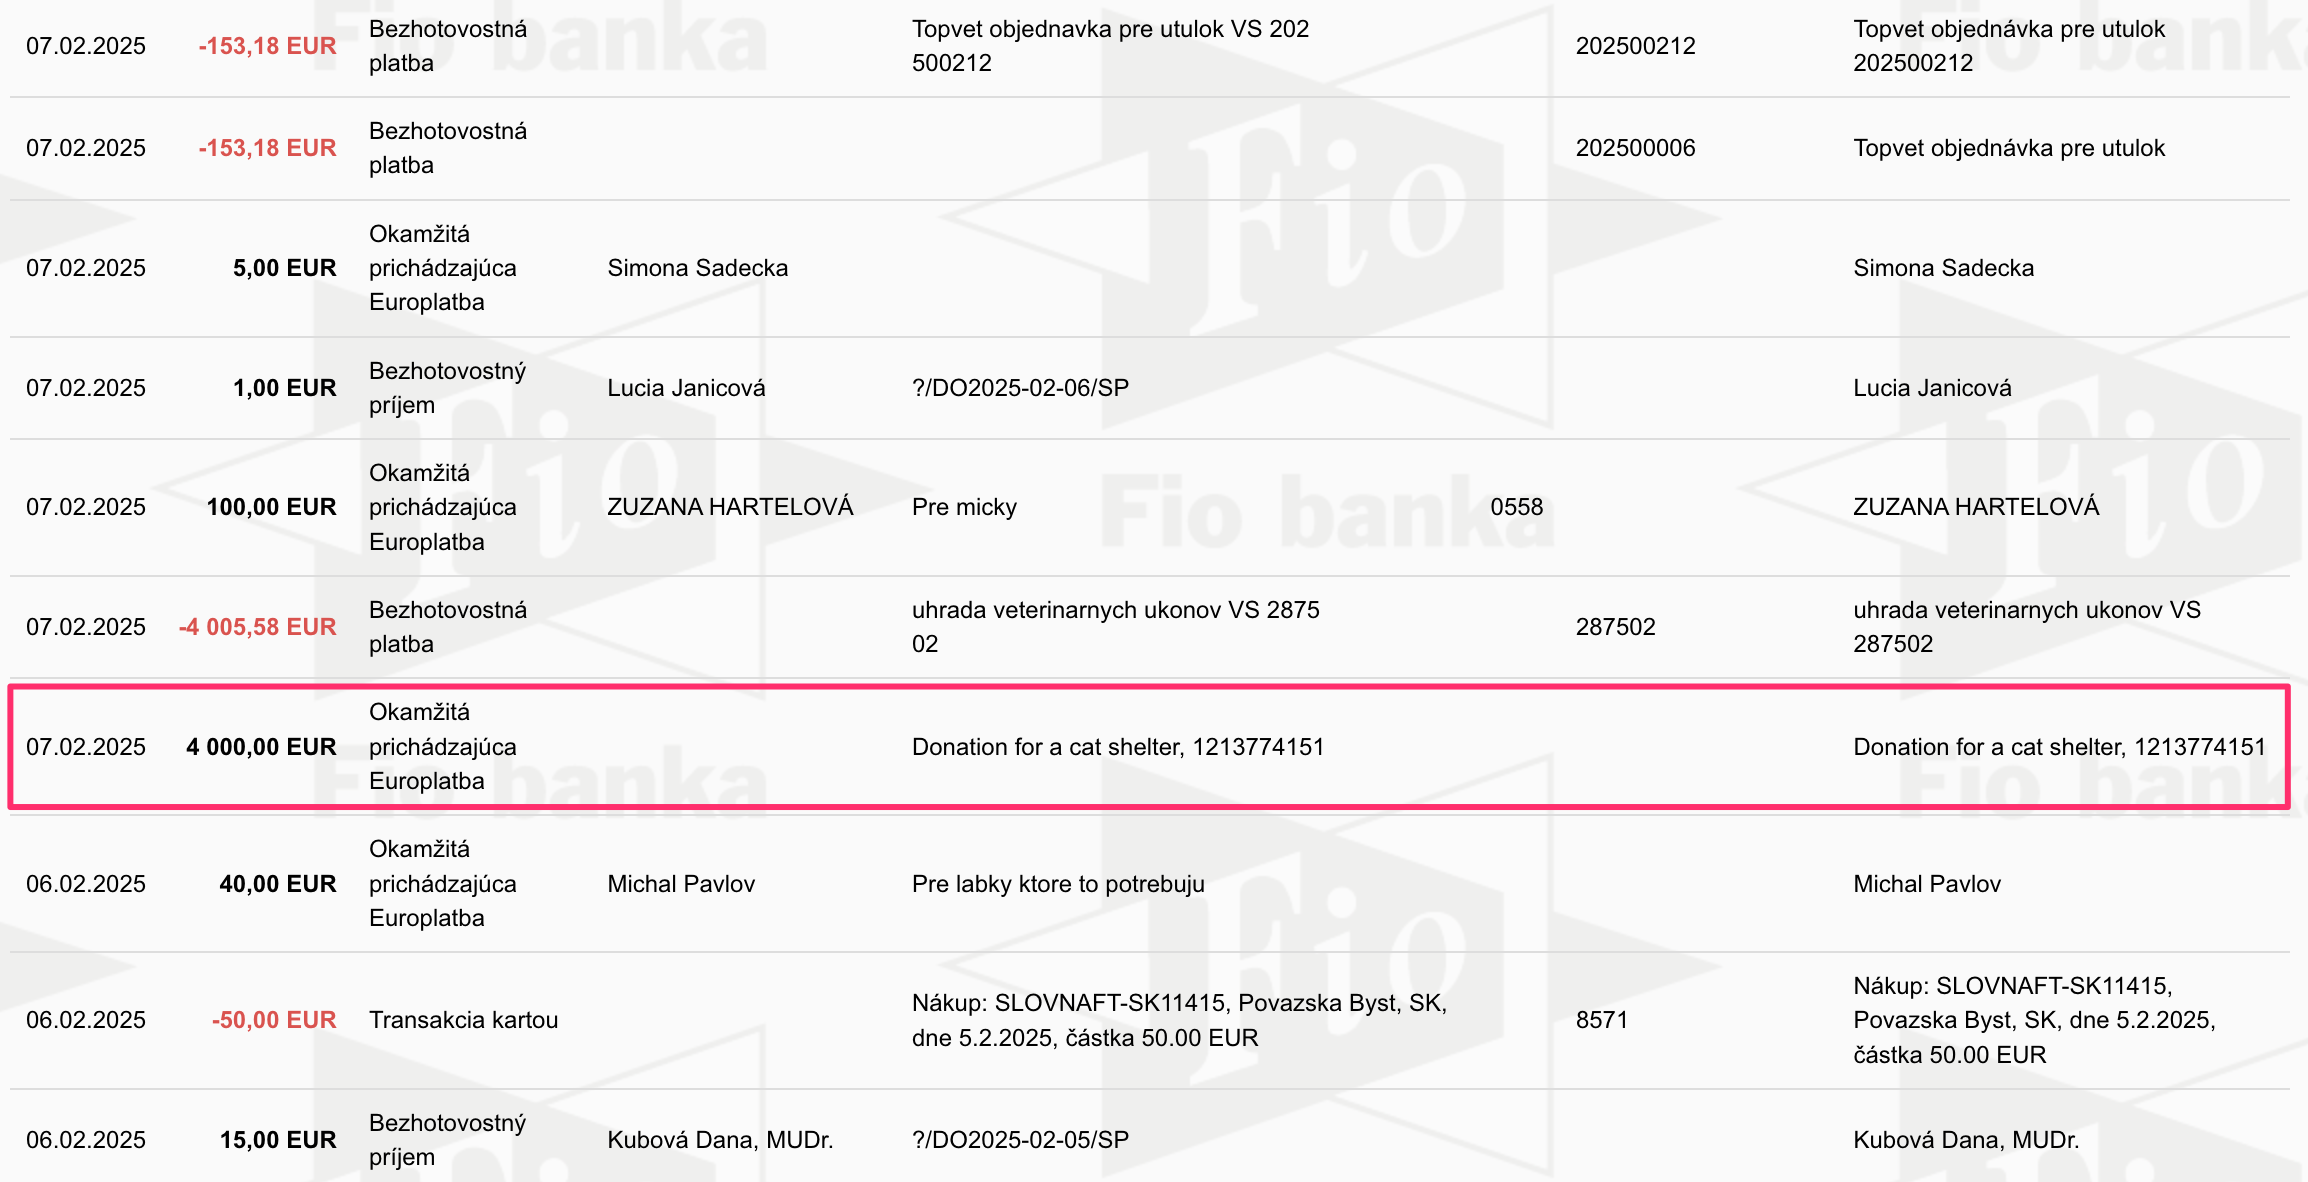 07.02.2025 -153,18 EUR Bezhotovostná platba Topvet objednavka pre utulok VS 202 500212 202500212 Topvet objednávka pre utulok 202500212
07.02.2025 -153,18 EUR Bezhotovostná platba 202500006 Topvet objednávka pre utulok
07.02.2025 5,00 EUR Okamžitá prichádzajúca Europlatba Simona Sadecka Simona Sadecka
07.02.2025 1,00 EUR Bezhotovostný príjem Lucia Janicová ?/DO2025-02-06/SP Lucia Janicová
07.02.2025 100,00 EUR Okamžitá prichádzajúca Europlatba ZUZANA HARTELOVÁ Pre micky 0558 ZUZANA HARTELOVÁ
07.02.2025 -4 005,58 EUR Bezhotovostná platba uhrada veterinarnych ukonov VS 2875 02 287502 uhrada veterinarnych ukonov VS 287502
07.02.2025 4 000,00 EUR Okamžitá prichádzajúca Europlatba Donation for a cat shelter, 1213774151 Donation for a cat shelter, 1213774151
06.02.2025 40,00 EUR Okamžitá prichádzajúca Europlatba Michal Pavlov Pre labky ktore to potrebuju Michal Pavlov
06.02.2025 -50,00 EUR Transakcia kartou Nákup: SLOVNAFT-SK11415, Povazska Byst, SK, dne 5.2.2025, částka 50.00 EUR 8571 Nákup: SLOVNAFT-SK11415, Povazska Byst, SK, dne 5.2.2025, částka 50.00 EUR
06.02.2025 15,00 EUR Bezhotovostný príjem Kubová Dana, MUDr. ?/DO2025-02-05/SP Kubová Dana, MUDr.
Fio banka
Fio